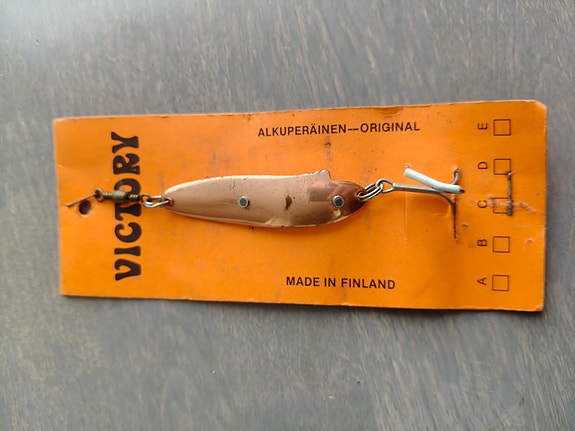 VICTORY
ALKUPERÄINEN--ORIGINAL
MADE IN FINLAND
A B C D E